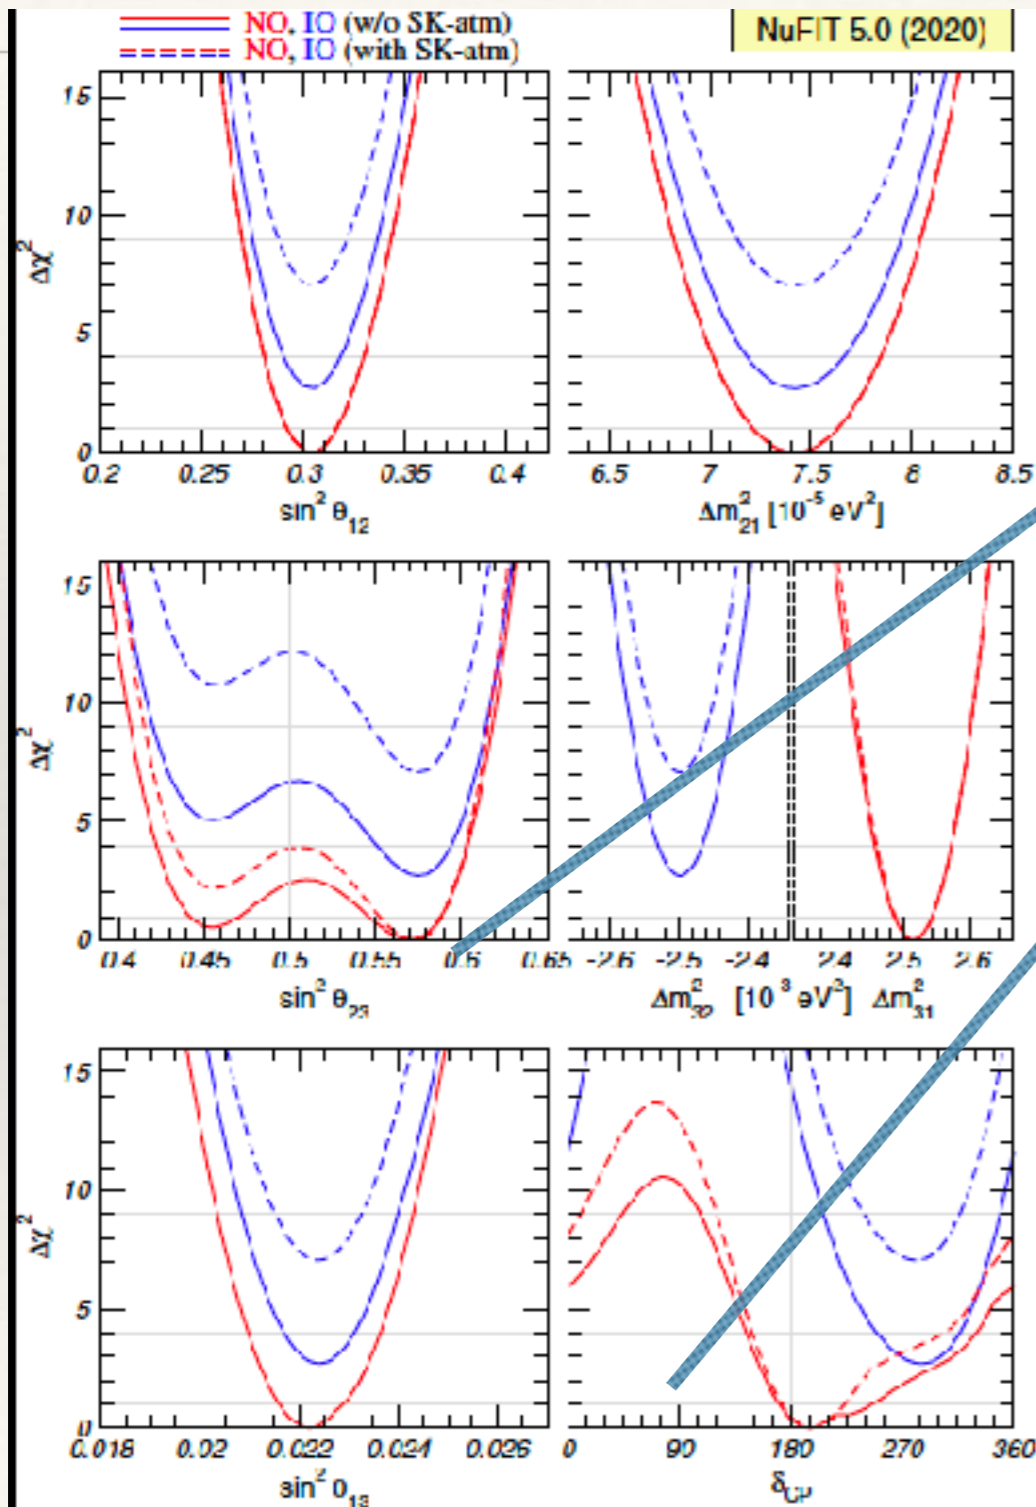 NO, IO (w/o SK-atm)
NO, IO (with SK-atm)
NuFIT 5.0 (2020)
15
10
5
0
Δχ²
0.2 0.25 0.3 0.35 0.4
sin² θ₁₂
6.5 7 7.5 8 8.5
Δm²₂₁ [10⁻⁵ eV²]
15
10
5
0
Δχ²
0.4 0.45 0.5 0.55 0.6 0.65
sin² θ₂₃
-2.6 -2.5 -2.4 2.4 2.5 2.6
Δm²₃₂ [10⁻³ eV²] Δm²₃₁
15
10
5
0
Δχ²
0.018 0.02 0.022 0.024 0.026
sin² θ₁₃
0 90 180 270 360
δCP